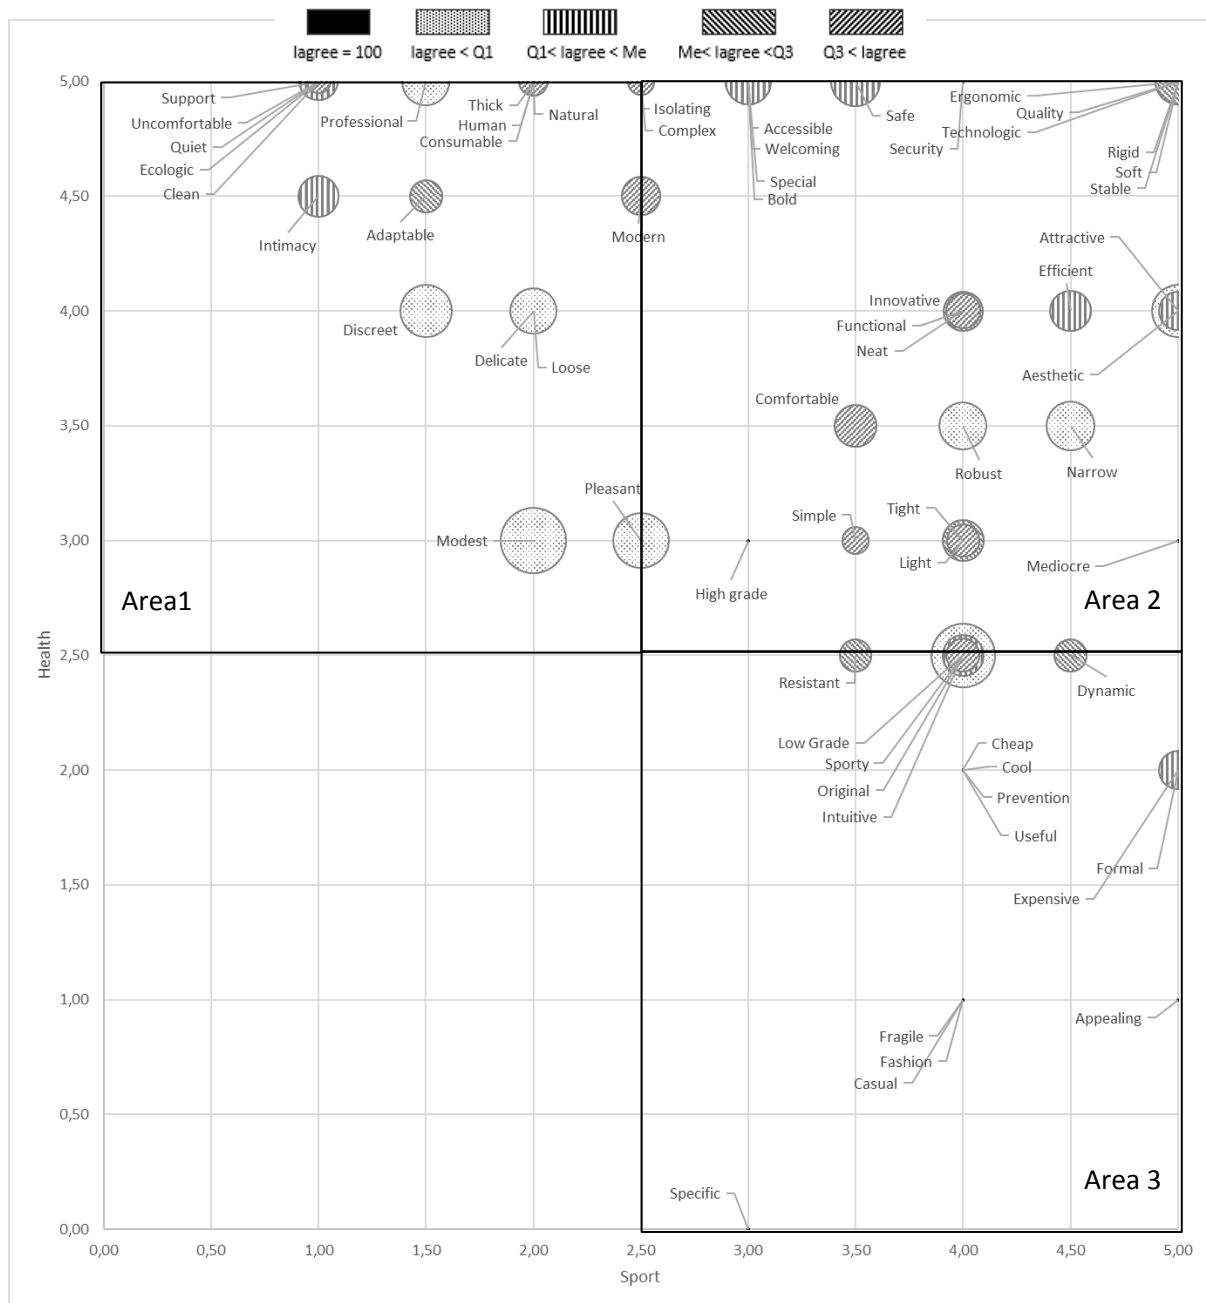 Iagree = 100
Iagree < Q1
Q1< Iagree < Me
Me< Iagree <Q3
Q3 < Iagree
5,00
4,50
4,00
3,50
3,00
2,50
2,00
1,50
1,00
0,50
0,00
Health
Support
Uncomfortable
Quiet
Ecologic
Clean
Professional
Thick
Human
Consumable
Natural
Isolating
Complex
Accessible
Welcoming
Special
Bold
Safe
Ergonomic
Quality
Technologic
Security
Rigid
Soft
Stable
Intimacy
Adaptable
Modern
Attractive
Efficient
Discreet
Delicate
Loose
Innovative
Functional
Neat
Aesthetic
Comfortable
Robust
Narrow
Pleasant
Modest
Simple
Tight
Light
High grade
Mediocre
Area1
Area 2
Resistant
Dynamic
Low Grade
Sporty
Original
Intuitive
Cheap
Cool
Prevention
Useful
Formal
Expensive
Appealing
Fragile
Fashion
Casual
Specific
Area 3
0,00
0,50
1,00
1,50
2,00
2,50
3,00
3,50
4,00
4,50
5,00
Sport